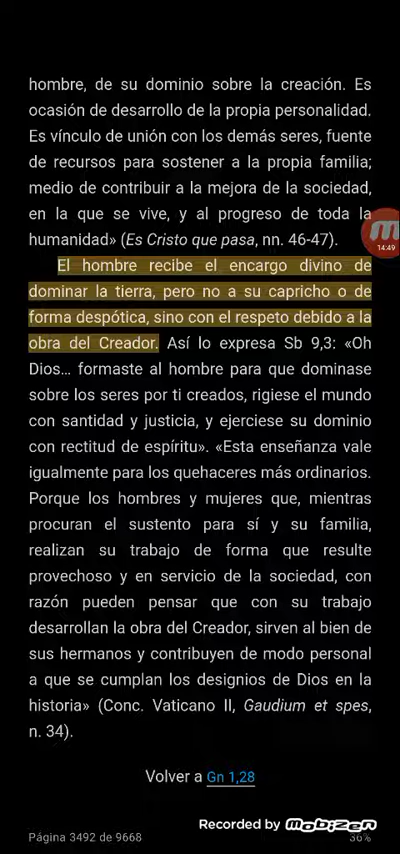 hombre, de su dominio sobre la creación. Es
ocasión de desarrollo de la propia personalidad.
Es vínculo de unión con los demás seres, fuente
de recursos para sostener a la propia familia;
medio de contribuir a la mejora de la sociedad,
en la que se vive, y al progreso de toda la
humanidad» (Es Cristo que pasa, nn. 46-47).
14:49
El hombre recibe el encargo divino de
dominar la tierra, pero no a su capricho o de
forma despótica, sino con el respeto debido a la
obra del Creador. Así lo expresa Sb 9,3: «Oh
Dios… formaste al hombre para que dominase
sobre los seres por ti creados, rigiese el mundo
con santidad y justicia, y ejerciese su dominio
con rectitud de espíritu». «Esta enseñanza vale
igualmente para los quehaceres más ordinarios.
Porque los hombres y mujeres que, mientras
procuran el sustento para sí y su familia,
realizan su trabajo de forma que resulte
provechoso y en servicio de la sociedad, con
razón pueden pensar que con su trabajo
desarrollan la obra del Creador, sirven al bien de
sus hermanos y contribuyen de modo personal
a que se cumplan los designios de Dios en la
historia» (Conc. Vaticano II, Gaudium et spes,
n. 34).
Volver a Gn 1,28
Recorded by mobizen
Página 3492 de 9668
36%